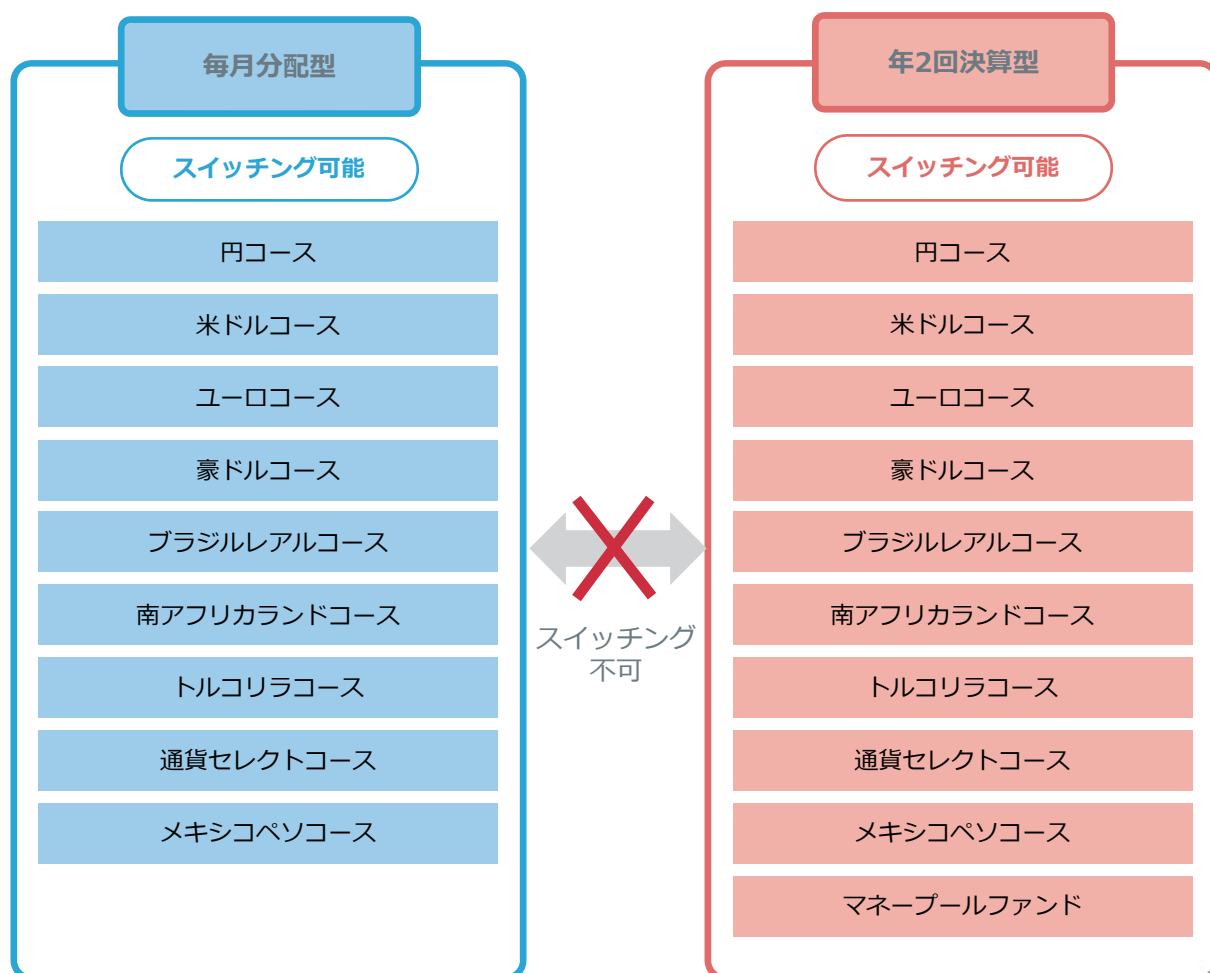 毎月分配型
スイッチング可能
円コース
米ドルコース
ユーロコース
豪ドルコース
ブラジルレアルコース
南アフリカランドコース
トルコリラコース
通貨セレクトコース
メキシコペソコース
スイッチング
不可
年2回決算型
スイッチング可能
円コース
米ドルコース
ユーロコース
豪ドルコース
ブラジルレアルコース
南アフリカランドコース
トルコリラコース
通貨セレクトコース
メキシコペソコース
マネープールファンド